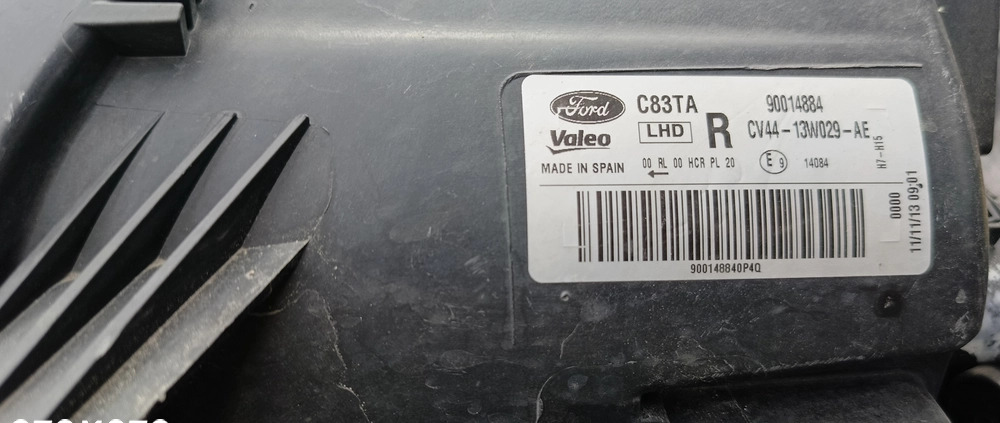 Ford
C83TA
90014884
Valeo
LHD
R
CV44-13W029-AE
MADE IN SPAIN
00 RL 00 HCR PL 20
E9
14084
H7-H15
0000
11/11/13 09:01
900148840P4Q